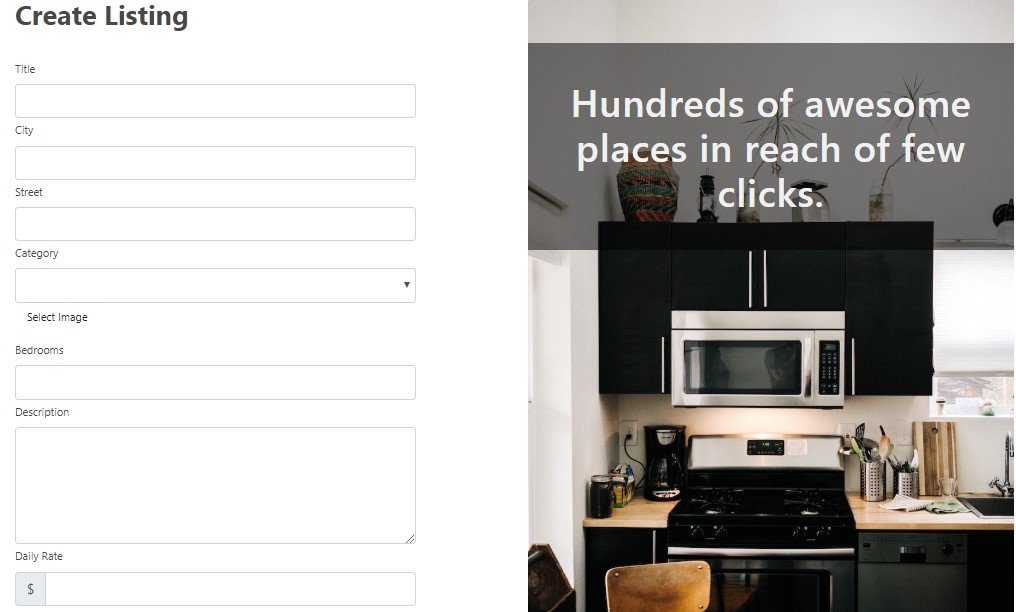 Create Listing
Title
City
Street
Category
Select Image
Bedrooms
Description
Daily Rate
$
Hundreds of awesome
places in reach of few
clicks.